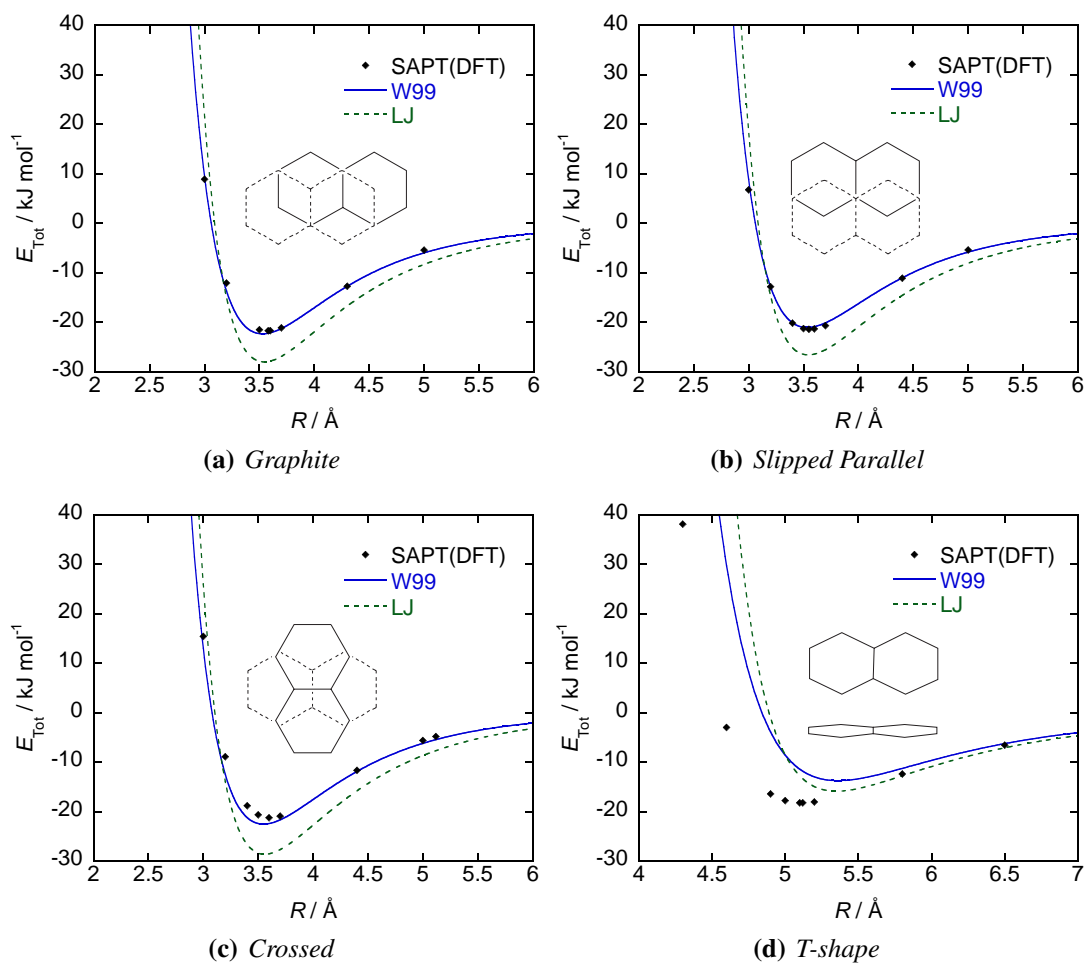 40
30
20
10
0
-10
-20
-30
E_Tot / kJ mol⁻¹
SAPT(DFT)
W99
LJ
2 2.5 3 3.5 4 4.5 5 5.5 6
R / Å
(a) Graphite
40
30
20
10
0
-10
-20
-30
E_Tot / kJ mol⁻¹
SAPT(DFT)
W99
LJ
2 2.5 3 3.5 4 4.5 5 5.5 6
R / Å
(b) Slipped Parallel
40
30
20
10
0
-10
-20
-30
E_Tot / kJ mol⁻¹
SAPT(DFT)
W99
LJ
2 2.5 3 3.5 4 4.5 5 5.5 6
R / Å
(c) Crossed
40
30
20
10
0
-10
-20
-30
E_Tot / kJ mol⁻¹
SAPT(DFT)
W99
LJ
4 4.5 5 5.5 6 6.5 7
R / Å
(d) T-shape